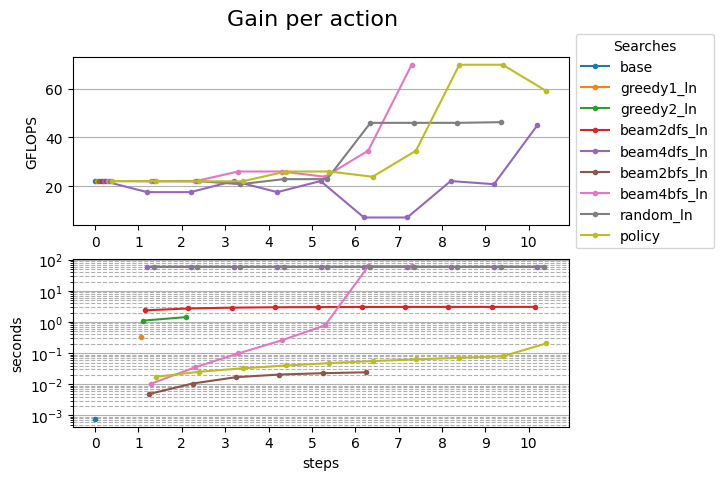 Gain per action
GFLOPS
60
40
20
0 1 2 3 4 5 6 7 8 9 10
Searches
base
greedy1_ln
greedy2_ln
beam2dfs_ln
beam4dfs_ln
beam2bfs_ln
beam4bfs_ln
random_ln
policy
seconds
10²
10¹
10⁰
10⁻¹
10⁻²
10⁻³
0 1 2 3 4 5 6 7 8 9 10
steps